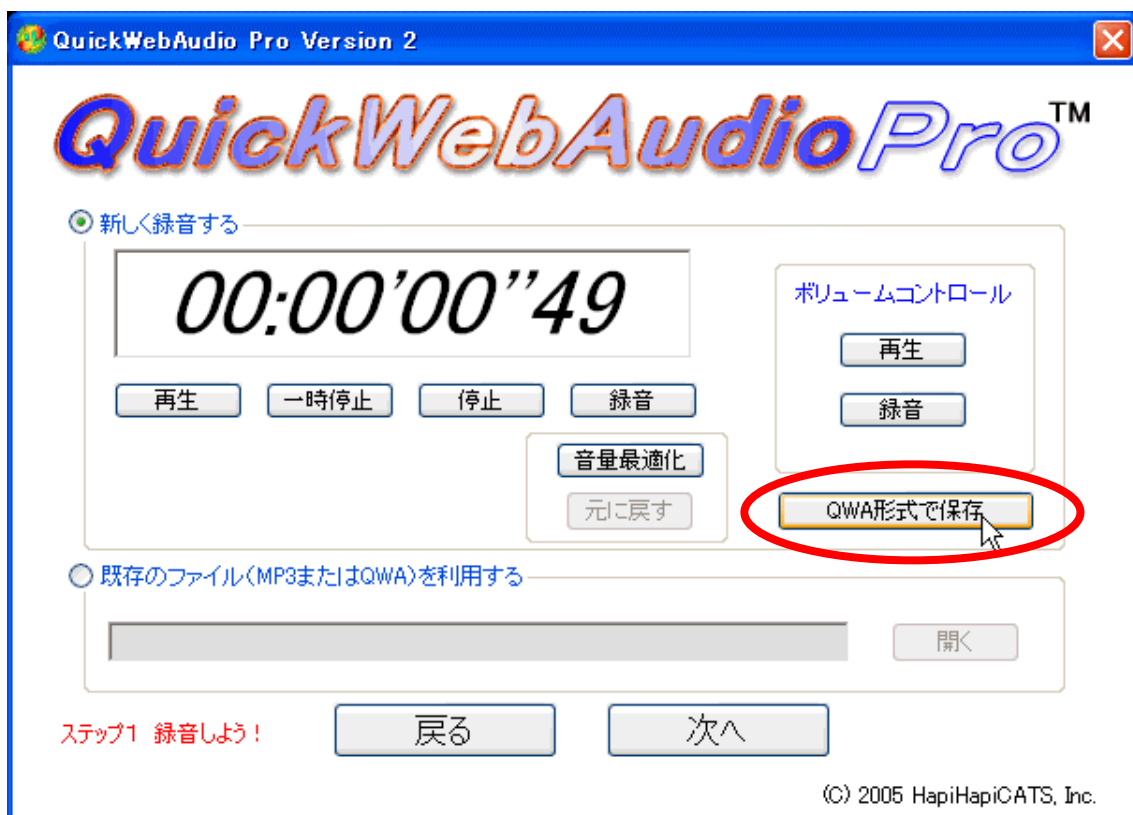 QuickWebAudio Pro Version 2
QuickWebAudioPro™
新しく録音する
00:00’00”49
ボリュームコントロール
再生
録音
再生 一時停止 停止 録音
音量最適化
元に戻す
QWA形式で保存
既存のファイル(MP3またはQWA)を利用する
開く
ステップ1 録音しよう!
戻る 次へ
(C) 2005 HapiHapiCATS, Inc.